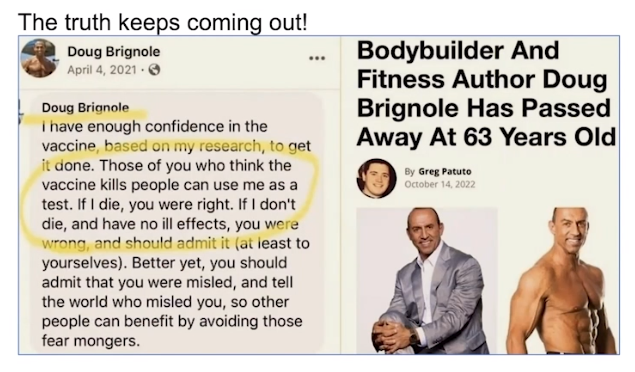 The truth keeps coming out!
Doug Brignole
April 4, 2021 ·
Doug Brignole
I have enough confidence in the
vaccine, based on my research, to get
it done. Those of you who think the
vaccine kills people can use me as a
test. If I die, you were right. If I don't
die, and have no ill effects, you were
wrong, and should admit it (at least to
yourselves). Better yet, you should
admit that you were misled, and tell
the world who misled you, so other
people can benefit by avoiding those
fear mongers.
Bodybuilder And
Fitness Author Doug
Brignole Has Passed
Away At 63 Years Old
By Greg Patuto
October 14, 2022